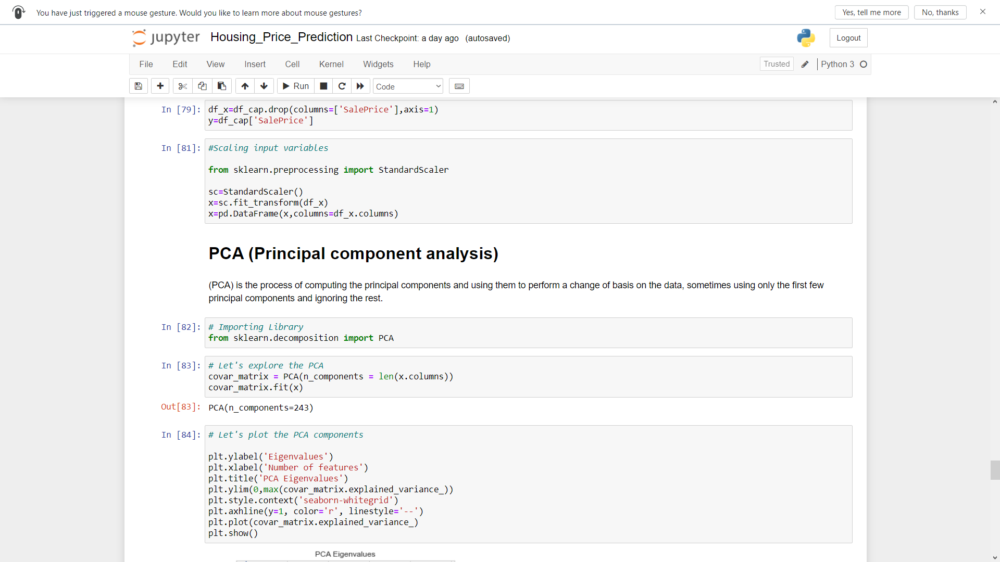 You have just triggered a mouse gesture. Would you like to learn more about mouse gestures?
Yes, tell me more
No, thanks
jupyter
Housing_Price_Prediction Last Checkpoint: a day ago (autosaved)
Logout
File Edit View Insert Cell Kernel Widgets Help
Trusted
Python 3
Run
Code
In [79]:
df_x=df_cap.drop(columns=['SalePrice'],axis=1)
y=df_cap['SalePrice']
In [81]:
#Scaling input variables
from sklearn.preprocessing import StandardScaler
sc=StandardScaler()
x=sc.fit_transform(df_x)
x=pd.DataFrame(x,columns=df_x.columns)
PCA (Principal component analysis)
(PCA) is the process of computing the principal components and using them to perform a change of basis on the data, sometimes using only the first few
principal components and ignoring the rest.
In [82]:
# Importing Library
from sklearn.decomposition import PCA
In [83]:
# Let's explore the PCA
covar_matrix = PCA(n_components = len(x.columns))
covar_matrix.fit(x)
Out[83]:
PCA(n_components=243)
In [84]:
# Let's plot the PCA components
plt.ylabel('Eigenvalues')
plt.xlabel('Number of features')
plt.title('PCA Eigenvalues')
plt.ylim(0,max(covar_matrix.explained_variance_))
plt.style.context('seaborn-whitegrid')
plt.axhline(y=1, color='r', linestyle='--')
plt.plot(covar_matrix.explained_variance_)
plt.show()
PCA Eigenvalues